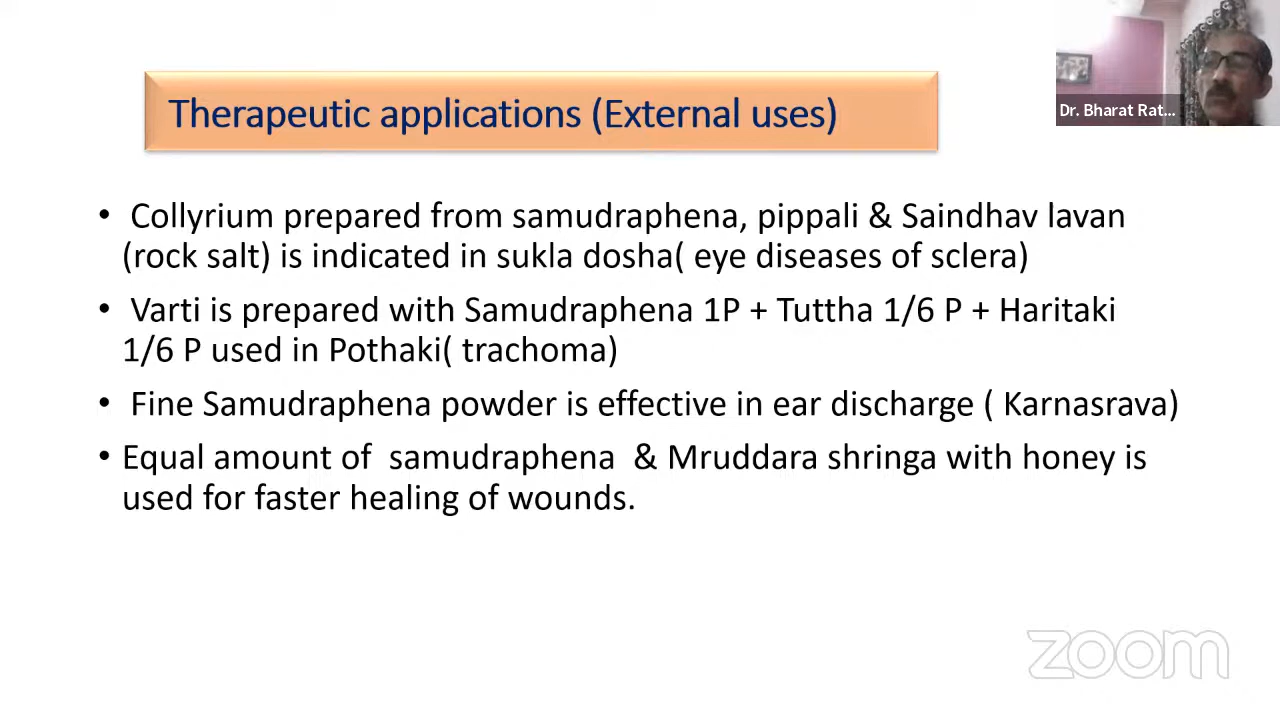 Therapeutic applications (External uses)
Dr. Bharat Rat...
• Collyrium prepared from samudraphena, pippali & Saindhav lavan
(rock salt) is indicated in sukla dosha( eye diseases of sclera)
• Varti is prepared with Samudraphena 1P + Tuttha 1/6 P + Haritaki
1/6 P used in Pothaki( trachoma)
• Fine Samudraphena powder is effective in ear discharge ( Karnasrava)
• Equal amount of samudraphena & Mruddara shringa with honey is
used for faster healing of wounds.
zoom